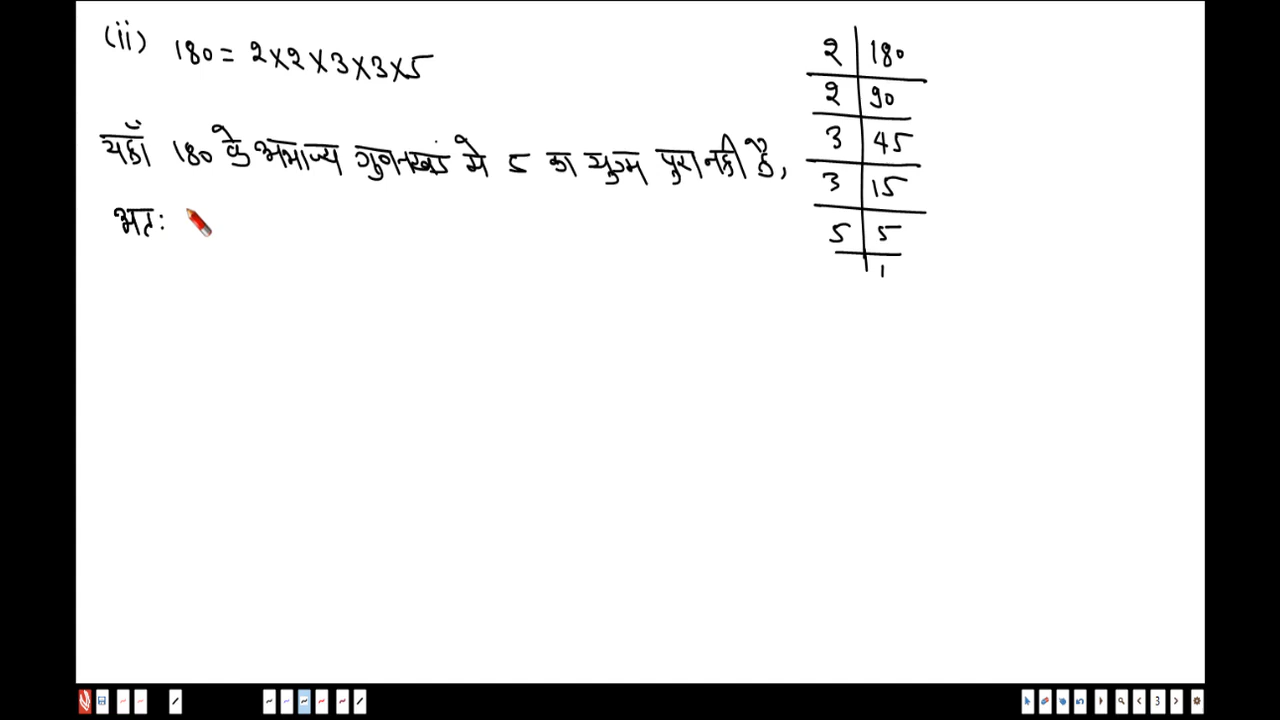 (ii) 180 = 2×2×3×3×5
यहाँ 180 के अभाज्य गुणनखंड मे 5 का युग्म पुरा नही है,
अतः
2 | 180
2 | 90
3 | 45
3 | 15
5 | 5
1
3